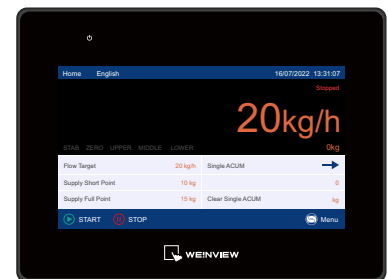 Home English 16/07/2022 13:31:07
Stopped
20kg/h
STAB ZERO UPPER MIDDLE LOWER 0kg
Flow Target 20 kg/h Single ACUM
Supply Short Point 10 kg 0
Supply Full Point 15 kg Clear Single ACUM kg
START STOP Menu
WE!NVIEW